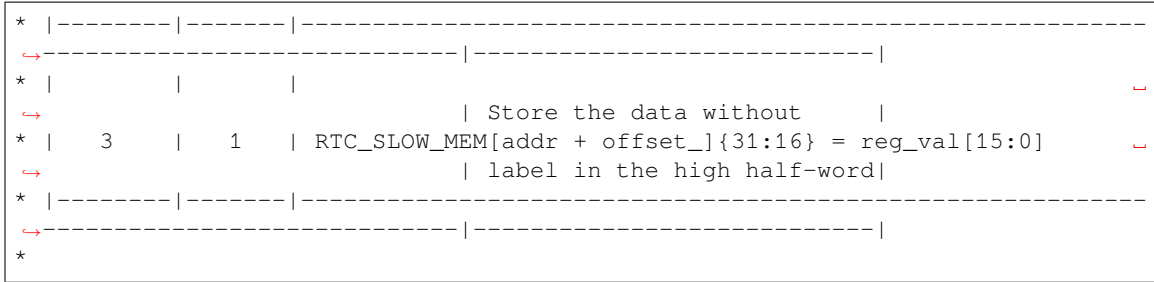 * |--------|-------|-----------------------------------------------------------
↪-----------------------------|----------------------------|
* |        |       |                                                           ␣
↪                             | Store the data without     |
* |   3    |   1   | RTC_SLOW_MEM[addr + offset_]{31:16} = reg_val[15:0]       ␣
↪                             | label in the high half-word|
* |--------|-------|-----------------------------------------------------------
↪-----------------------------|----------------------------|
*